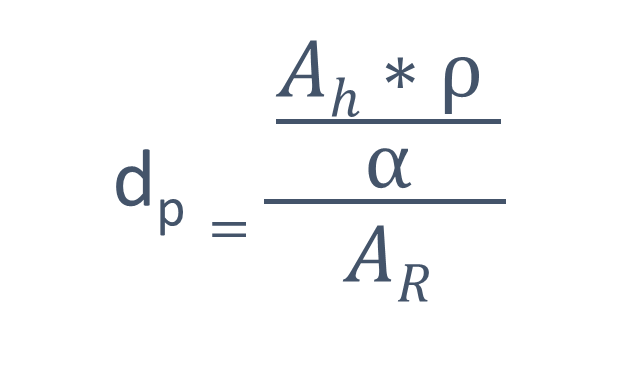 A_h * ρ
α
d_p =
A_R